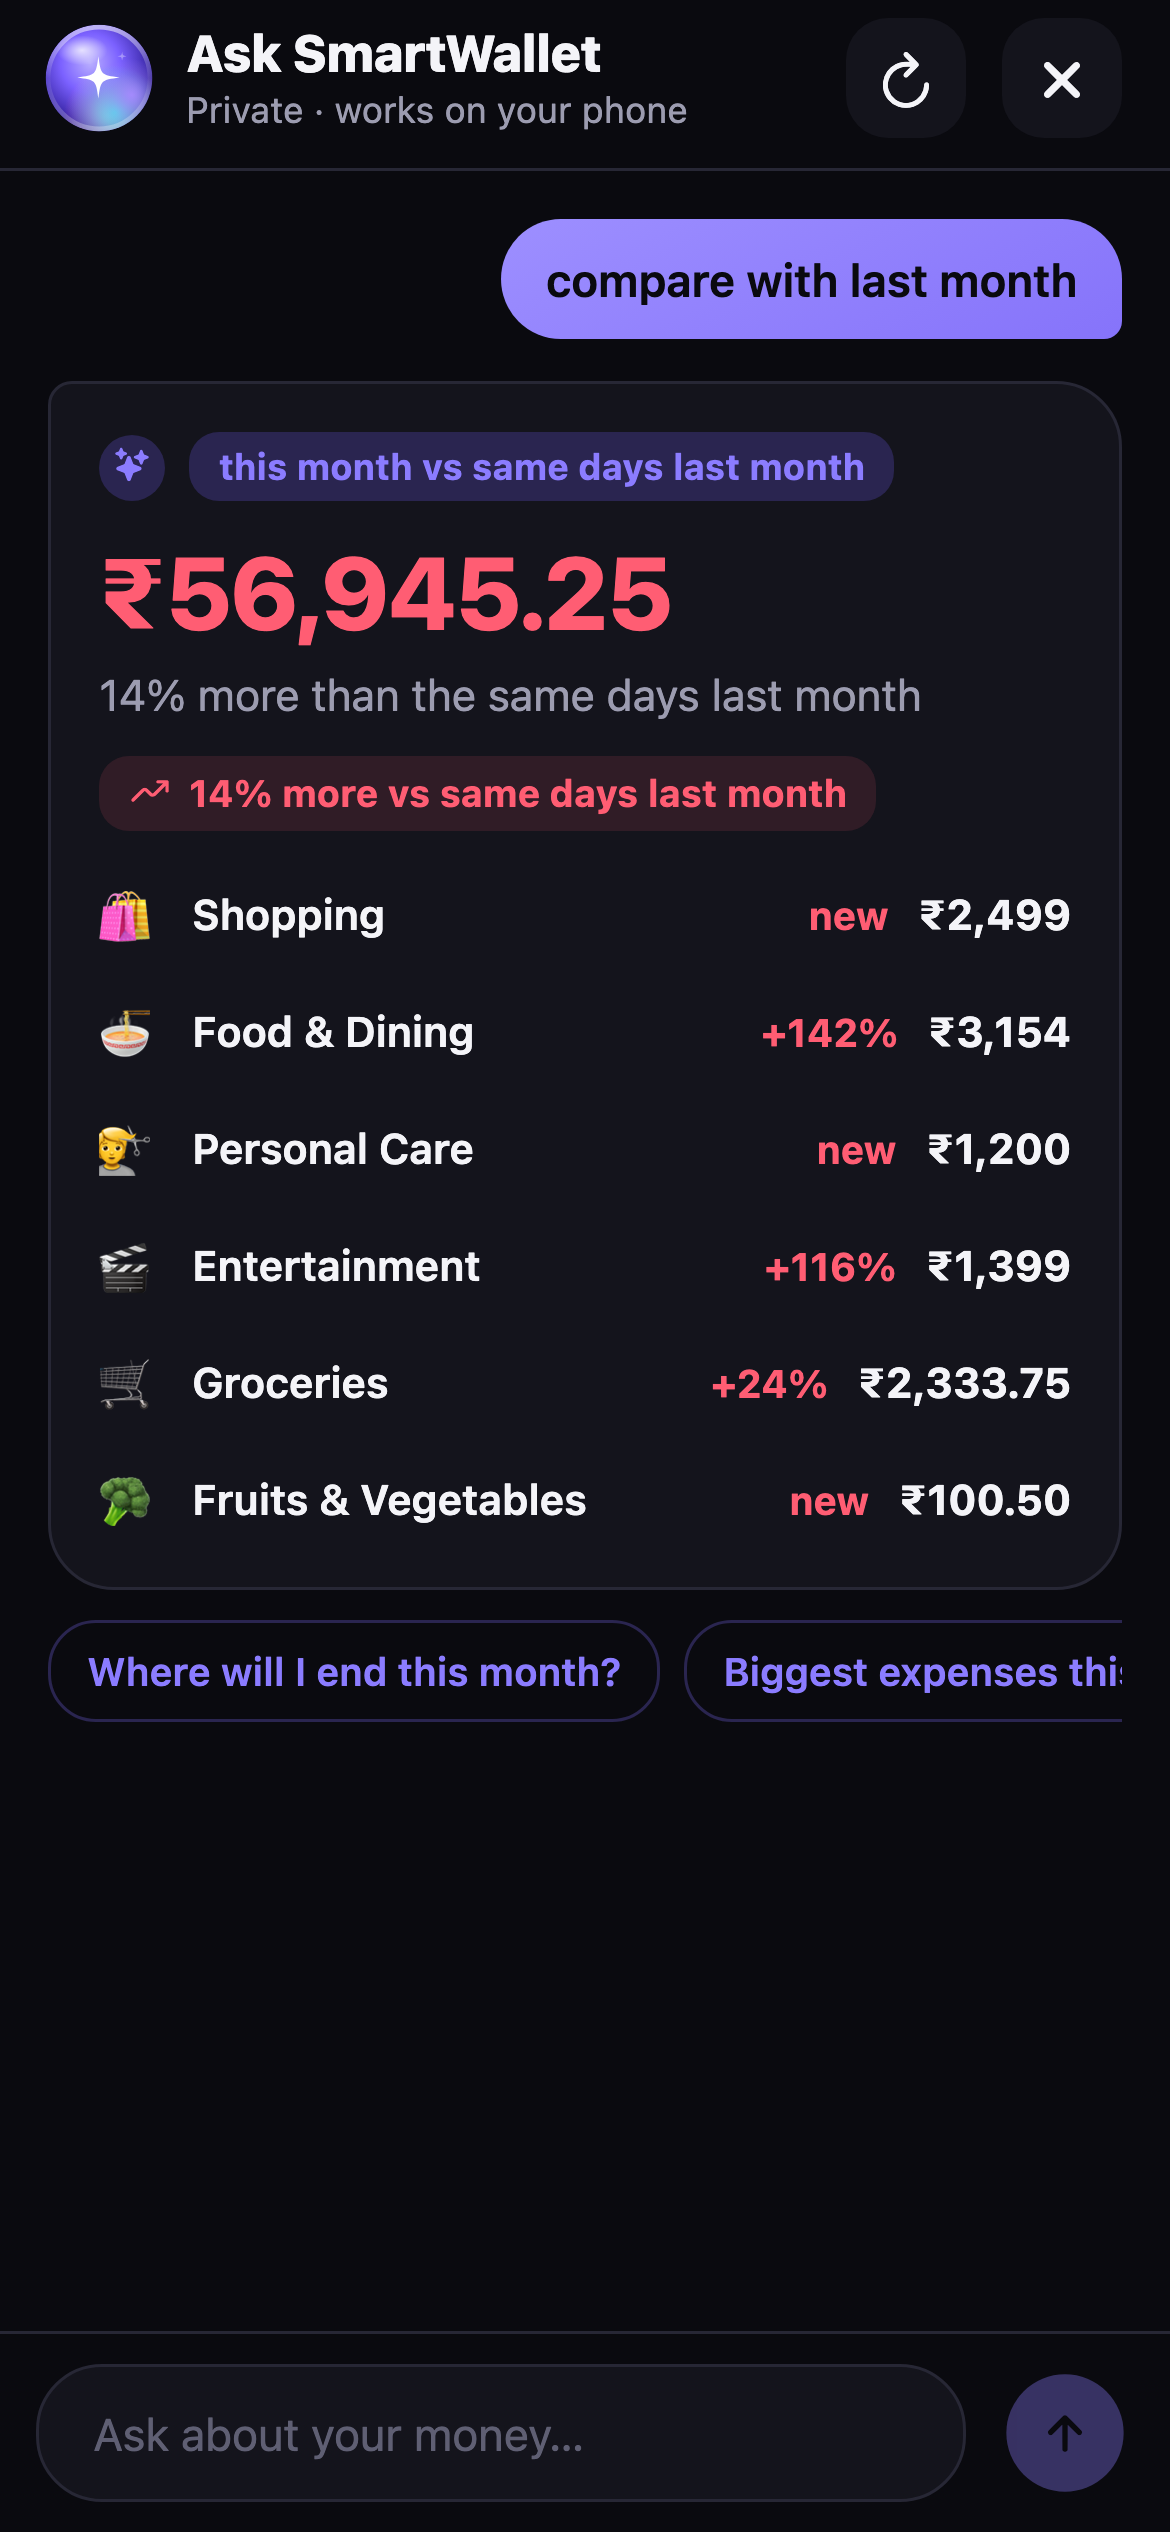 Ask SmartWallet
Private · works on your phone
compare with last month
this month vs same days last month
₹56,945.25
14% more than the same days last month
14% more vs same days last month
Shopping new ₹2,499
Food & Dining +142% ₹3,154
Personal Care new ₹1,200
Entertainment +116% ₹1,399
Groceries +24% ₹2,333.75
Fruits & Vegetables new ₹100.50
Where will I end this month? Biggest expenses this
Ask about your money...